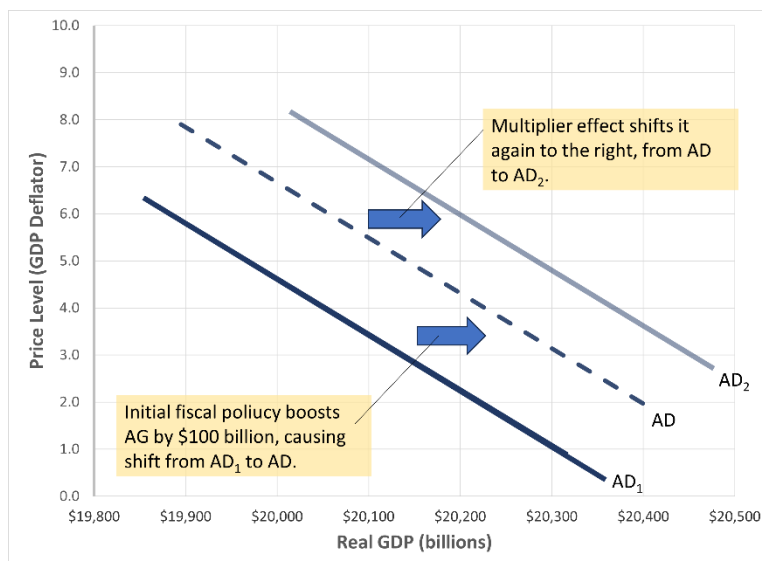 10.0
9.0
8.0
7.0
6.0
5.0
4.0
3.0
2.0
1.0
0.0
Price Level (GDP Deflator)
Multiplier effect shifts it
again to the right, from AD
to AD₂.
Initial fiscal poliucy boosts
AG by $100 billion, causing
shift from AD₁ to AD.
AD₂
AD
AD₁
$19,800 $19,900 $20,000 $20,100 $20,200 $20,300 $20,400 $20,500
Real GDP (billions)